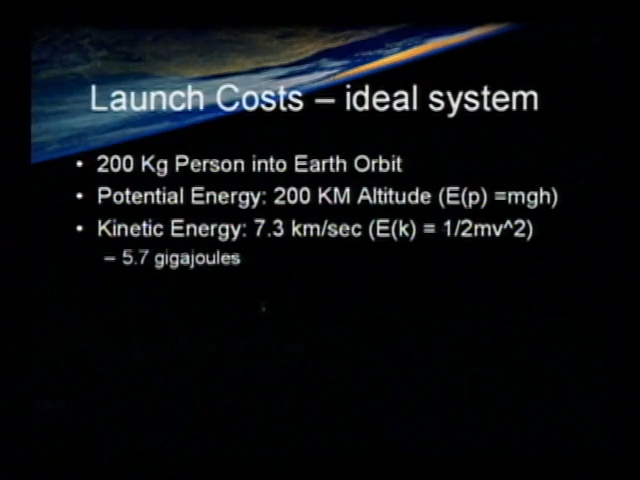 Launch Costs – ideal system
• 200 Kg Person into Earth Orbit
• Potential Energy: 200 KM Altitude (E(p) =mgh)
• Kinetic Energy: 7.3 km/sec (E(k) = 1/2mv^2)
– 5.7 gigajoules